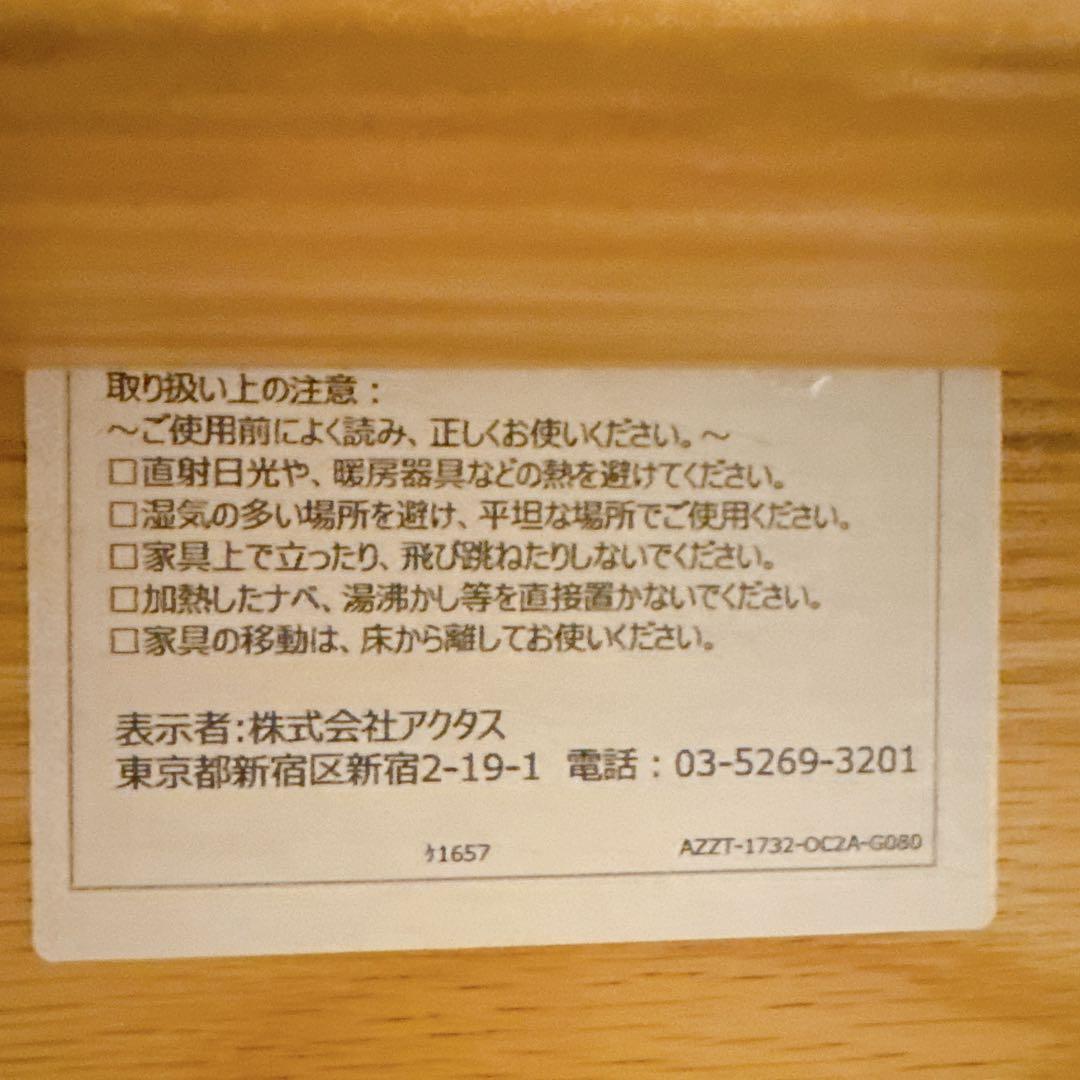 取り扱い上の注意：
～ご使用前によく読み、正しくお使いください。～
□直射日光や、暖房器具などの熱を避けてください。
□湿気の多い場所を避け、平坦な場所でご使用ください。
□家具上で立ったり、飛び跳ねたりしないでください。
□加熱したナベ、湯沸かし等を直接置かないでください。
□家具の移動は、床から離してお使いください。
表示者:株式会社アクタス
東京都新宿区新宿2-19-1 電話：03-5269-3201
ｹ1657 AZZT-1732-OC2A-G080